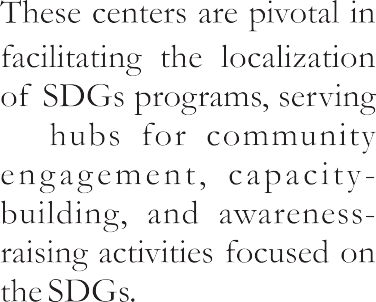 These centers are pivotal in
facilitating the localization
of SDGs programs, serving
hubs for community
engagement, capacity-
building, and awareness-
raising activities focused on
the SDGs.